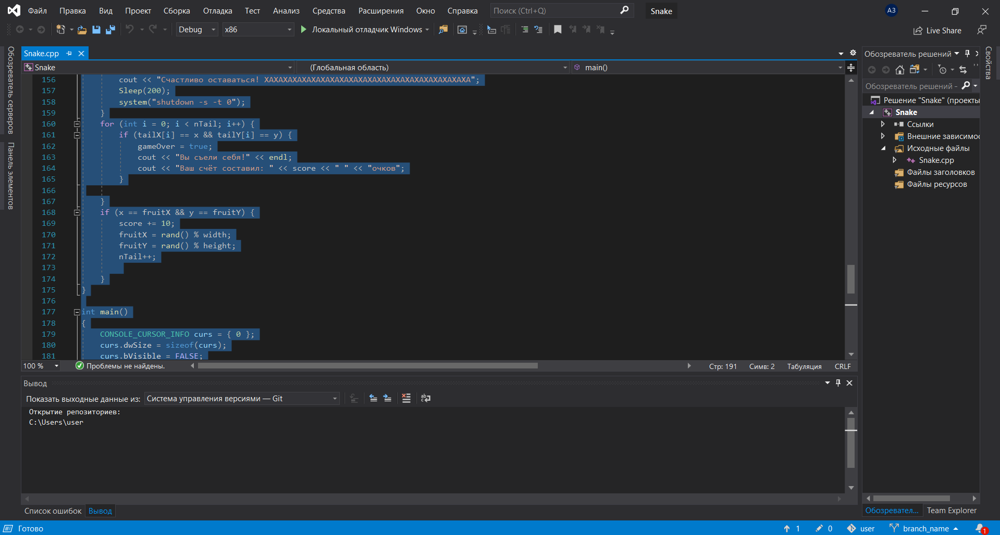 Файл Правка Вид Проект Сборка Отладка Тест Анализ Средства Расширения Окно Справка Поиск (Ctrl+Q) Snake АЗ
Debug x86 Локальный отладчик Windows Live Share
Обозреватель серверов
Панель элементов
Snake.cpp
Snake (Глобальная область) main()
156 cout << "Счастливо оставаться! ХАХАХАХАХАХАХАХАХАХАХАХАХАХАХАХАХАХАХАХАХАХА";
157 Sleep(200);
158 system("shutdown -s -t 0");
159 }
160 for (int i = 0; i < nTail; i++) {
161 if (tailX[i] == x && tailY[i] == y) {
162 gameOver = true;
163 cout << "Вы съели себя!" << endl;
164 cout << "Ваш счёт составил: " << score << " " << "очков";
165 }
166
167 }
168 if (x == fruitX && y == fruitY) {
169 score += 10;
170 fruitX = rand() % width;
171 fruitY = rand() % height;
172 nTail++;
173
174 }
175 }
176
177 int main()
178 {
179 CONSOLE_CURSOR_INFO curs = { 0 };
180 curs.dwSize = sizeof(curs);
181 curs.bVisible = FALSE;
100 % Проблемы не найдены. Стр: 191 Симв: 2 Табуляция CRLF
Вывод
Показать выходные данные из: Система управления версиями — Git
Открытие репозиториев:
C:\Users\user
Список ошибок Вывод
Обозреватель решений
Обозреватель решений –
Решение "Snake" (проекты
Snake
Ссылки
Внешние зависимо
Исходные файлы
Snake.cpp
Файлы заголовков
Файлы ресурсов
Обозревател... Team Explorer
Свойства
Готово 1 0 user branch_name 1